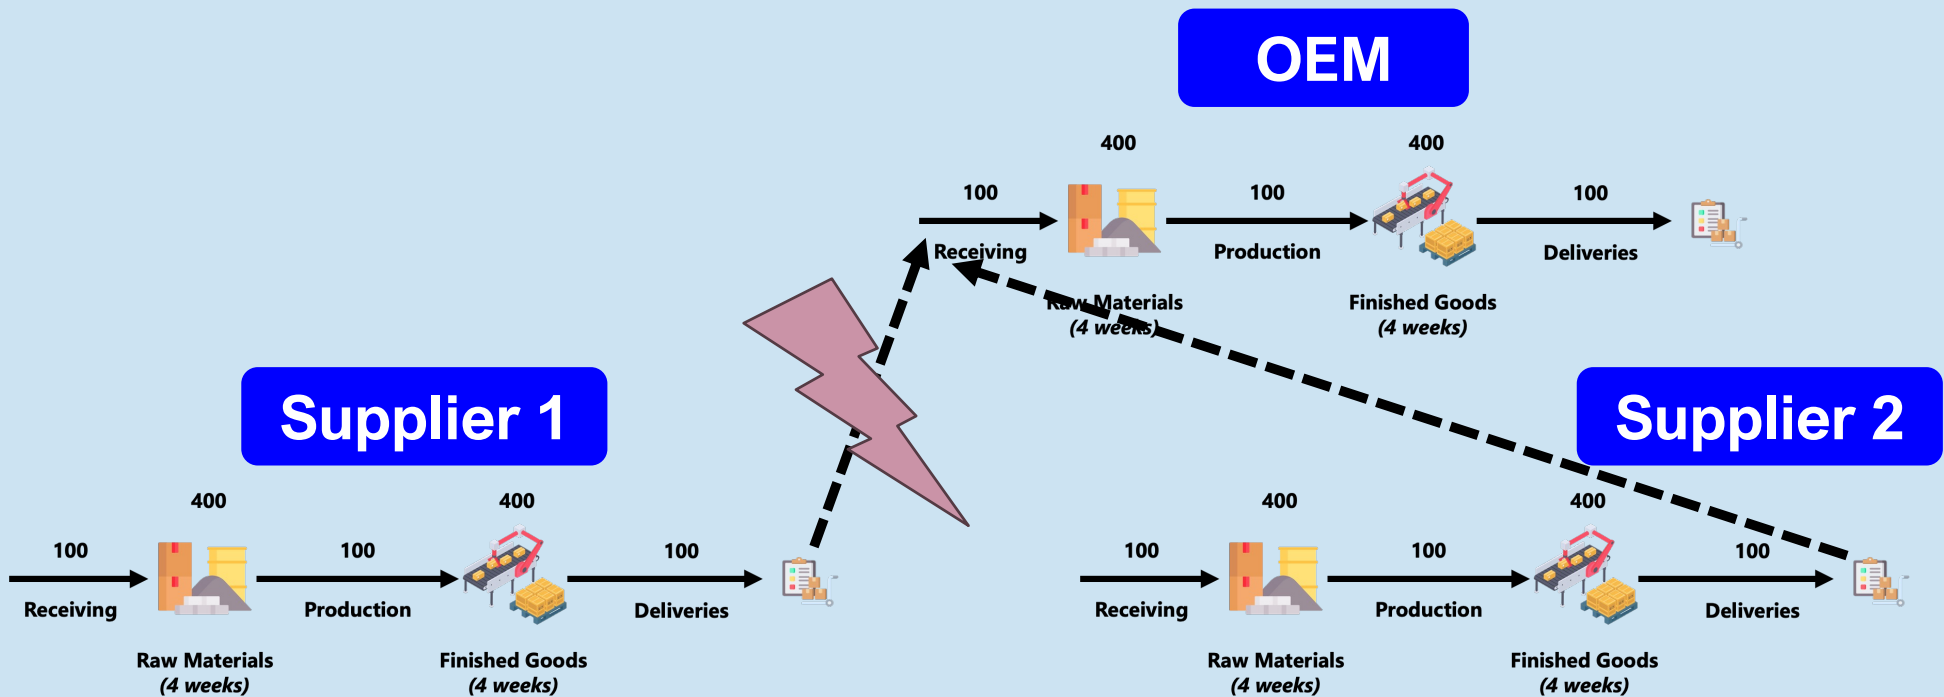 OEM
400
400
100
100
100
Receiving
Production
Deliveries
Raw Materials
(4 weeks)
Finished Goods
(4 weeks)
Supplier 1
400
400
100
100
100
Receiving
Production
Deliveries
Raw Materials
(4 weeks)
Finished Goods
(4 weeks)
Supplier 2
400
400
100
100
100
Receiving
Production
Deliveries
Raw Materials
(4 weeks)
Finished Goods
(4 weeks)